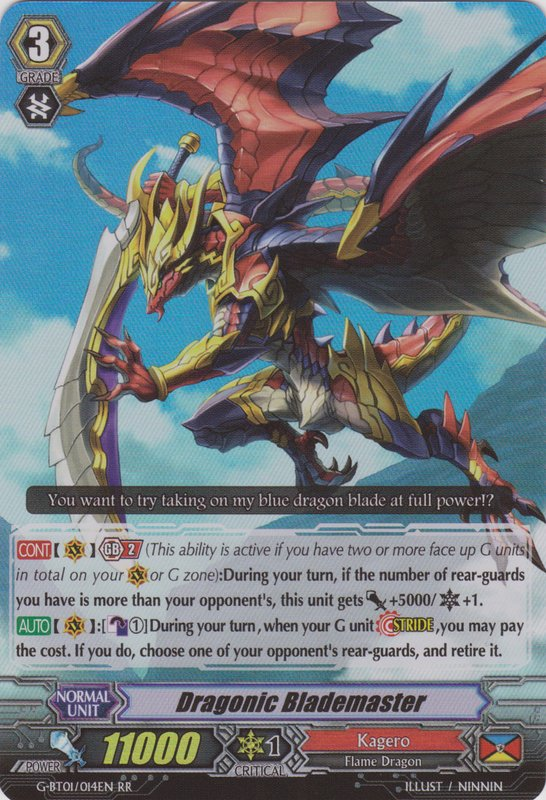 3
GRADE
You want to try taking on my blue dragon blade at full power!?
CONT [ ] GB 2 (This ability is active if you have two or more face up G units
in total on your or G zone):During your turn, if the number of rear-guards
you have is more than your opponent's, this unit gets +5000/ +1.
AUTO [ ]:[ ①]During your turn, when your G unit STRIDE, you may pay
the cost. If you do, choose one of your opponent's rear-guards, and retire it.
NORMAL
UNIT
Dragonic Blademaster
POWER
11000
1
CRITICAL
Kagero
Flame Dragon
G-BT01/014EN RR
ILLUST / NINNIN